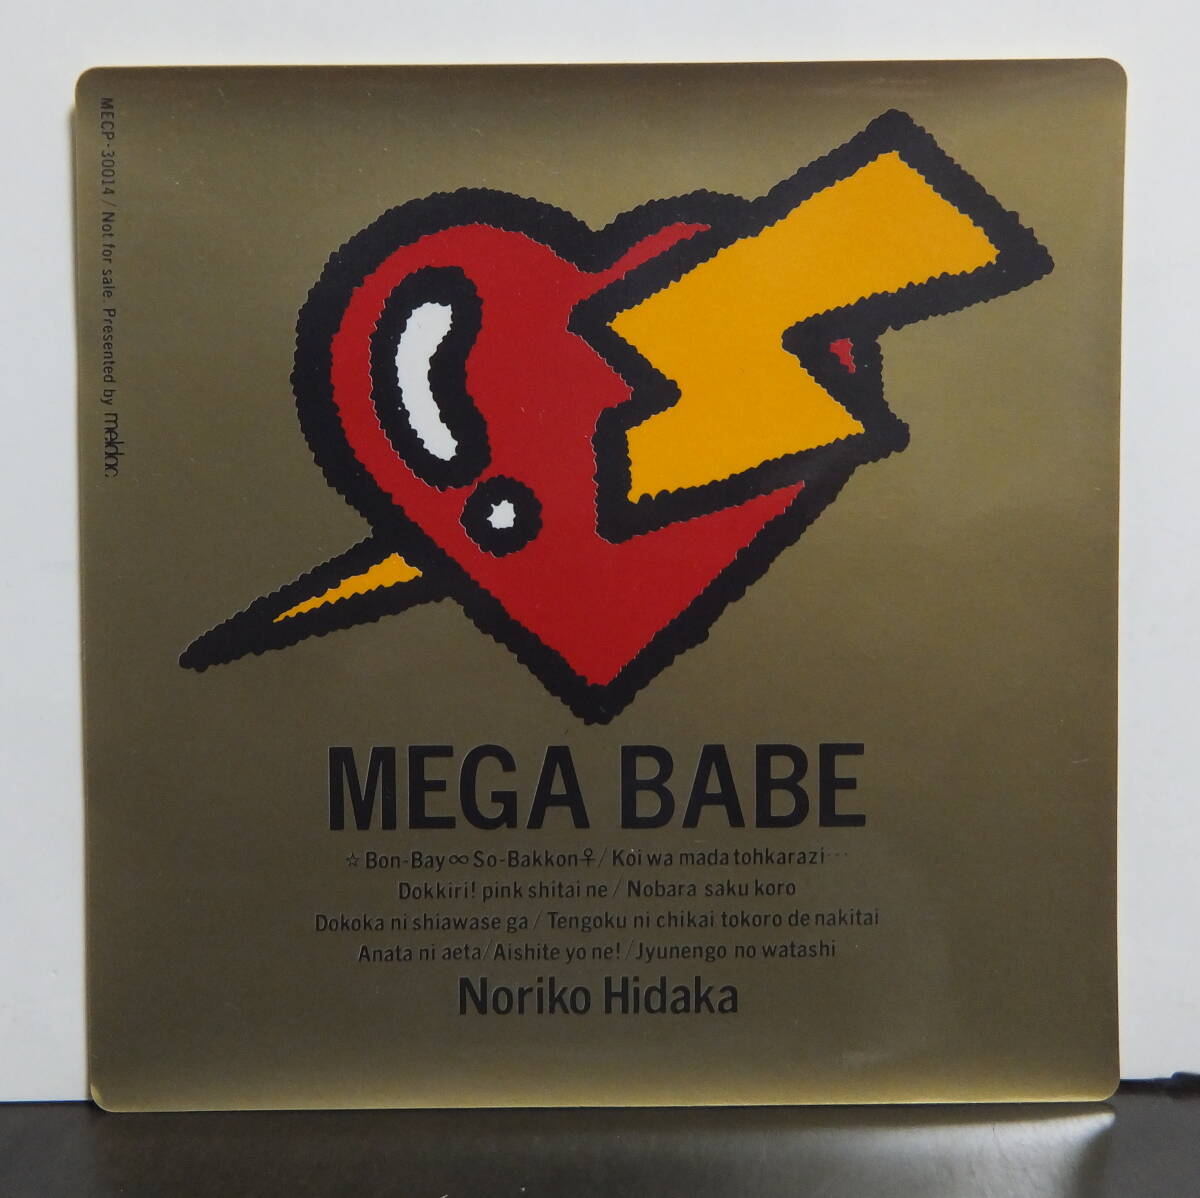 MECP-30014 / Not for sale. Presented by meldac
MEGA BABE
☆Bon-Bay∞So-Bakkon♀/Koi wa mada tohkarazi…
Dokkiri! pink shitai ne/Nobara saku koro
Dokoka ni shiawase ga/Tengoku ni chikai tokoro de nakitai
Anata ni aeta/Aishite yo ne!/Jyunengo no watashi
Noriko Hidaka